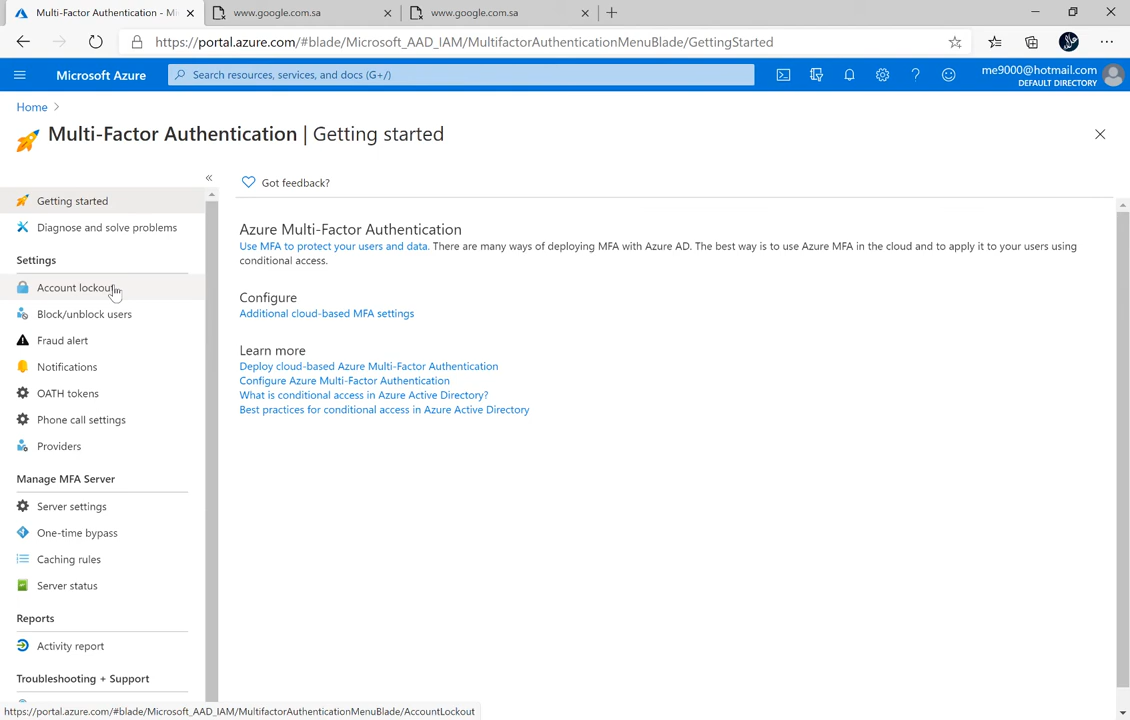 Multi-Factor Authentication - Mi
www.google.com.sa
www.google.com.sa
https://portal.azure.com/#blade/Microsoft_AAD_IAM/MultifactorAuthenticationMenuBlade/GettingStarted
Microsoft Azure
Search resources, services, and docs (G+/)
me9000@hotmail.com
DEFAULT DIRECTORY
Home
Multi-Factor Authentication | Getting started
Getting started
Diagnose and solve problems
Settings
Account lockout
Block/unblock users
Fraud alert
Notifications
OATH tokens
Phone call settings
Providers
Manage MFA Server
Server settings
One-time bypass
Caching rules
Server status
Reports
Activity report
Troubleshooting + Support
Got feedback?
Azure Multi-Factor Authentication
Use MFA to protect your users and data. There are many ways of deploying MFA with Azure AD. The best way is to use Azure MFA in the cloud and to apply it to your users using
conditional access.
Configure
Additional cloud-based MFA settings
Learn more
Deploy cloud-based Azure Multi-Factor Authentication
Configure Azure Multi-Factor Authentication
What is conditional access in Azure Active Directory?
Best practices for conditional access in Azure Active Directory
https://portal.azure.com/#blade/Microsoft_AAD_IAM/MultifactorAuthenticationMenuBlade/AccountLockout